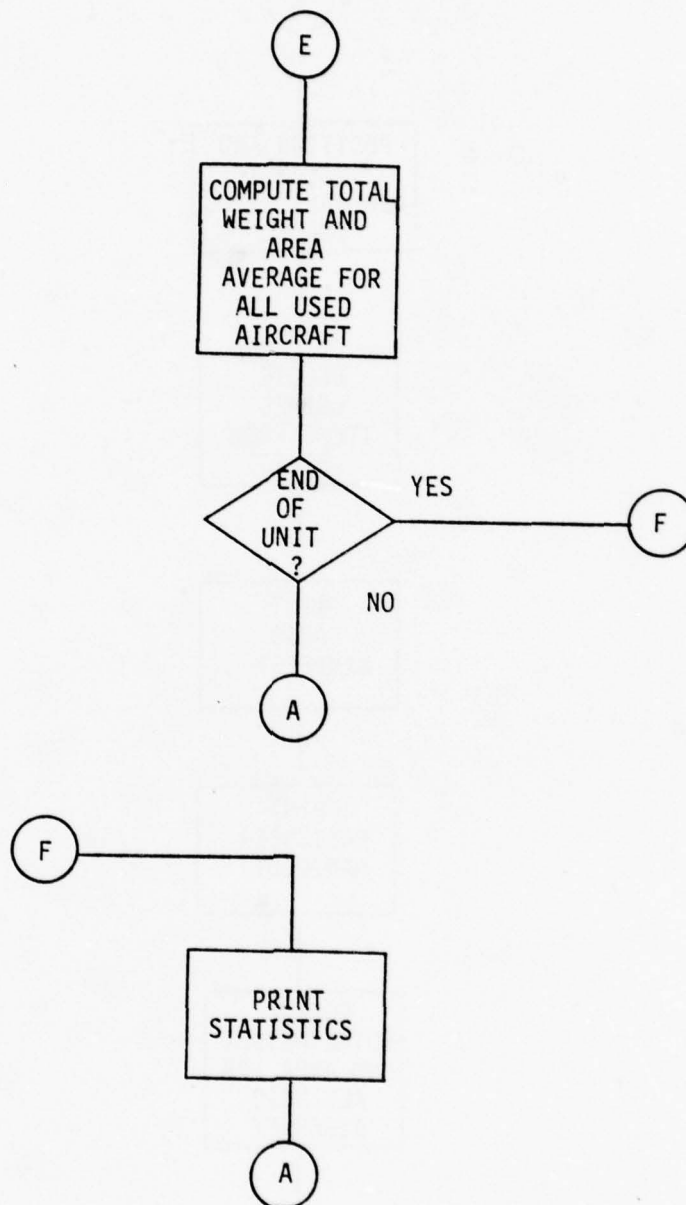 E
COMPUTE TOTAL
WEIGHT AND
AREA
AVERAGE FOR
ALL USED
AIRCRAFT
END
OF
UNIT
?
YES
F
NO
A
F
PRINT
STATISTICS
A